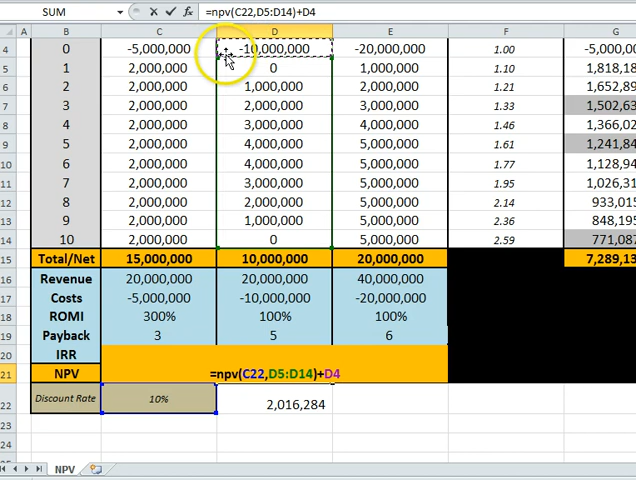 SUM =npv(C22,D5:D14)+D4
A B C D E F G
4 0 -5,000,000 -10,000,000 -20,000,000 1.00 -5,000
5 1 2,000,000 0 1,000,000 1.10 1,818,18
6 2 2,000,000 1,000,000 2,000,000 1.21 1,652,89
7 3 2,000,000 2,000,000 3,000,000 1.33 1,502,63
8 4 2,000,000 3,000,000 4,000,000 1.46 1,366,02
9 5 2,000,000 4,000,000 5,000,000 1.61 1,241,84
10 6 2,000,000 4,000,000 5,000,000 1.77 1,128,94
11 7 2,000,000 3,000,000 5,000,000 1.95 1,026,31
12 8 2,000,000 2,000,000 5,000,000 2.14 933,015
13 9 2,000,000 1,000,000 5,000,000 2.36 848,195
14 10 2,000,000 0 5,000,000 2.59 771,087
15 Total/Net 15,000,000 10,000,000 20,000,000 7,289,13
16 Revenue 20,000,000 20,000,000 40,000,000
17 Costs -5,000,000 -10,000,000 -20,000,000
18 ROMI 300% 100% 100%
19 Payback 3 5 6
20 IRR
21 NPV =npv(C22,D5:D14)+D4
22 Discount Rate 10% 2,016,284
23
24
NPV